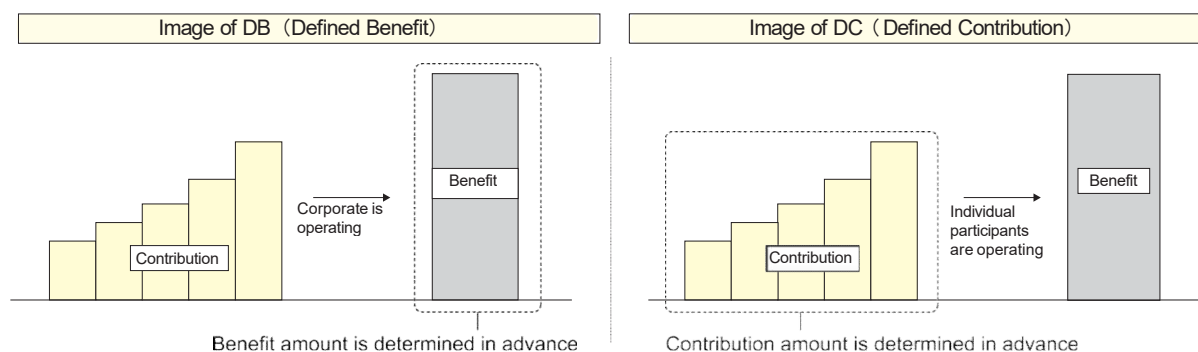 Image of DB（Defined Benefit）
Benefit
Corporate is
operating
Contribution
Benefit amount is determined in advance
Image of DC（Defined Contribution）
Benefit
Individual
participants
are operating
Contribution
Contribution amount is determined in advance